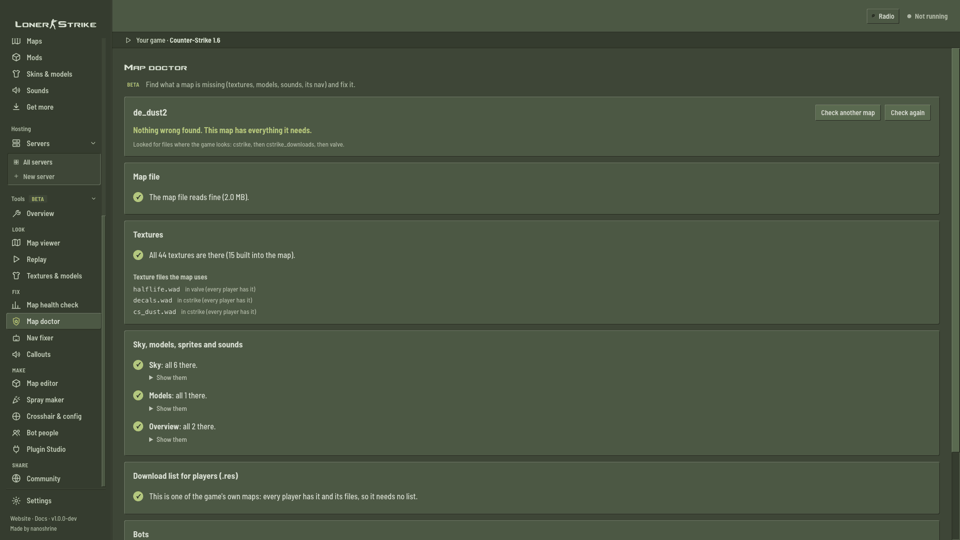 LONER STRIKE
Maps
Mods
Skins & models
Sounds
Get more
Hosting
Servers
All servers
New server
Tools BETA
Overview
LOOK
Map viewer
Replay
Textures & models
FIX
Map health check
Map doctor
Nav fixer
Callouts
MAKE
Map editor
Spray maker
Crosshair & config
Bot people
Plugin Studio
SHARE
Community
Settings
Website · Docs · v1.0.0-dev
Made by nanoshrine
Radio
Not running
Your game · Counter-Strike 1.6
MAP DOCTOR
BETA Find what a map is missing (textures, models, sounds, its nav) and fix it.
de_dust2
Check another map
Check again
Nothing wrong found. This map has everything it needs.
Looked for files where the game looks: cstrike, then cstrike_downloads, then valve.
Map file
The map file reads fine (2.0 MB).
Textures
All 44 textures are there (15 built into the map).
Texture files the map uses
halflife.wad in valve (every player has it)
decals.wad in cstrike (every player has it)
cs_dust.wad in cstrike (every player has it)
Sky, models, sprites and sounds
Sky: all 6 there.
Show them
Models: all 1 there.
Show them
Overview: all 2 there.
Show them
Download list for players (.res)
This is one of the game's own maps: every player has it and its files, so it needs no list.
Bots